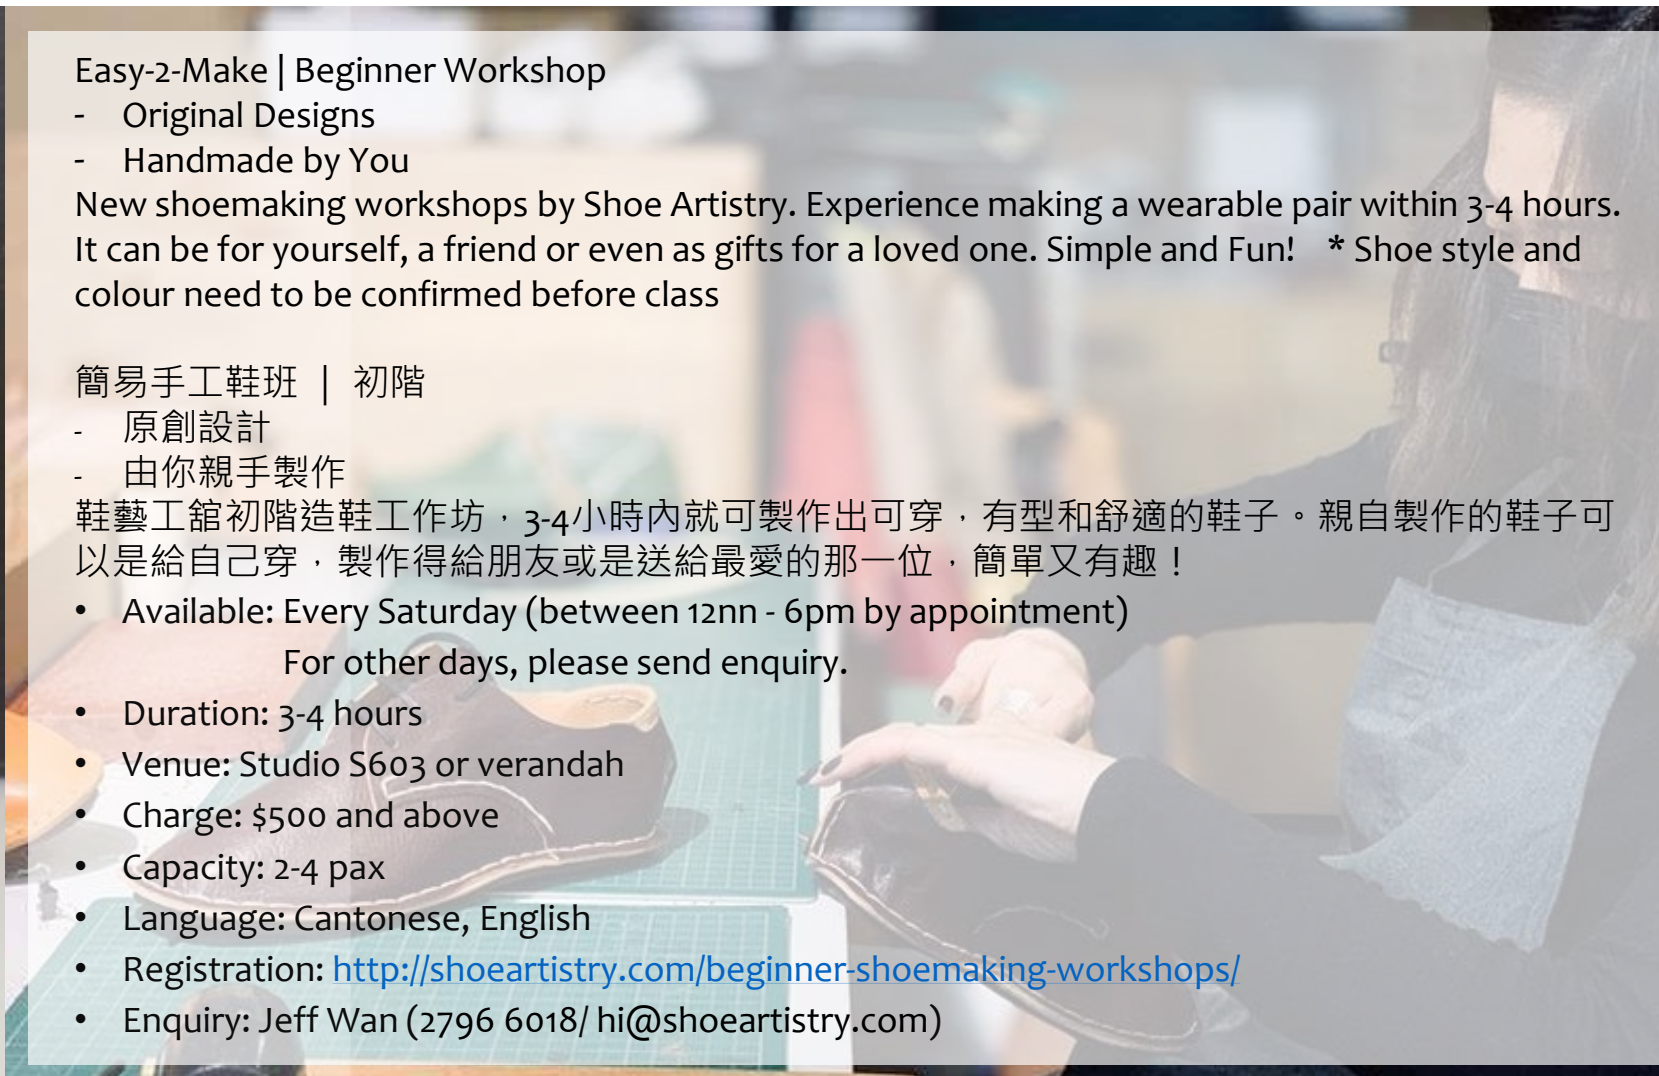 Easy-2-Make | Beginner Workshop
- Original Designs
- Handmade by You
New shoemaking workshops by Shoe Artistry. Experience making a wearable pair within 3-4 hours.
It can be for yourself, a friend or even as gifts for a loved one. Simple and Fun! * Shoe style and
colour need to be confirmed before class
簡易手工鞋班 | 初階
- 原創設計
- 由你親手製作
鞋藝工舘初階造鞋工作坊，3-4小時內就可製作出可穿，有型和舒適的鞋子。親自製作的鞋子可
以是給自己穿，製作得給朋友或是送給最愛的那一位，簡單又有趣！
• Available: Every Saturday (between 12nn - 6pm by appointment)
For other days, please send enquiry.
• Duration: 3-4 hours
• Venue: Studio S603 or verandah
• Charge: $500 and above
• Capacity: 2-4 pax
• Language: Cantonese, English
• Registration: http://shoeartistry.com/beginner-shoemaking-workshops/
• Enquiry: Jeff Wan (2796 6018/ hi@shoeartistry.com)